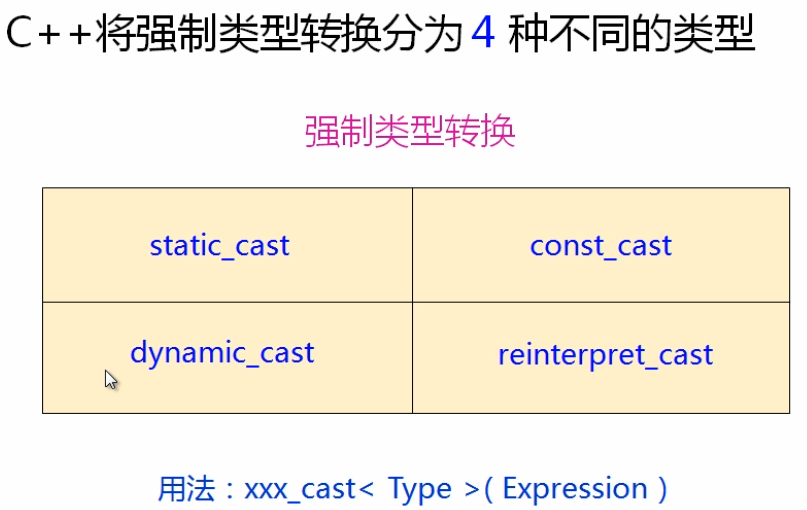 C++将强制类型转换分为 4 种不同的类型
强制类型转换
static_cast const_cast
dynamic_cast reinterpret_cast
用法：xxx_cast< Type >( Expression )